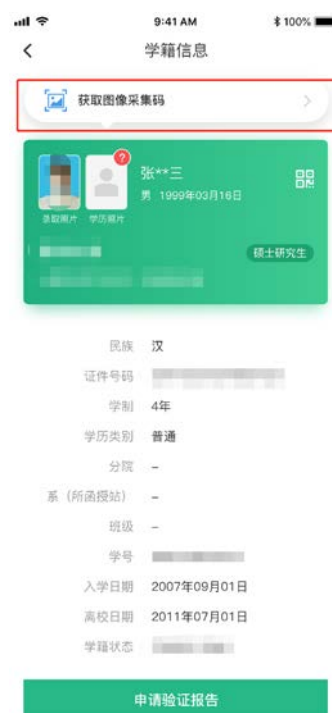 9:41 AM
100%
学籍信息
获取图像采集码
?
张**三
男 1999年03月16日
录取照片 学历照片
硕士研究生
民族 汉
证件号码
学制 4年
学历类别 普通
分院 –
系（所函授站） –
班级 –
学号
入学日期 2007年09月01日
离校日期 2011年07月01日
学籍状态
申请验证报告